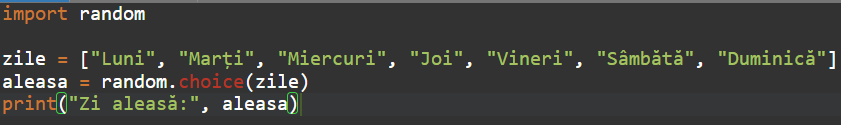 import random
zile = ["Luni", "Marți", "Miercuri", "Joi", "Vineri", "Sâmbătă", "Duminică"]
aleasa = random.choice(zile)
print("Zi aleasă:", aleasa)